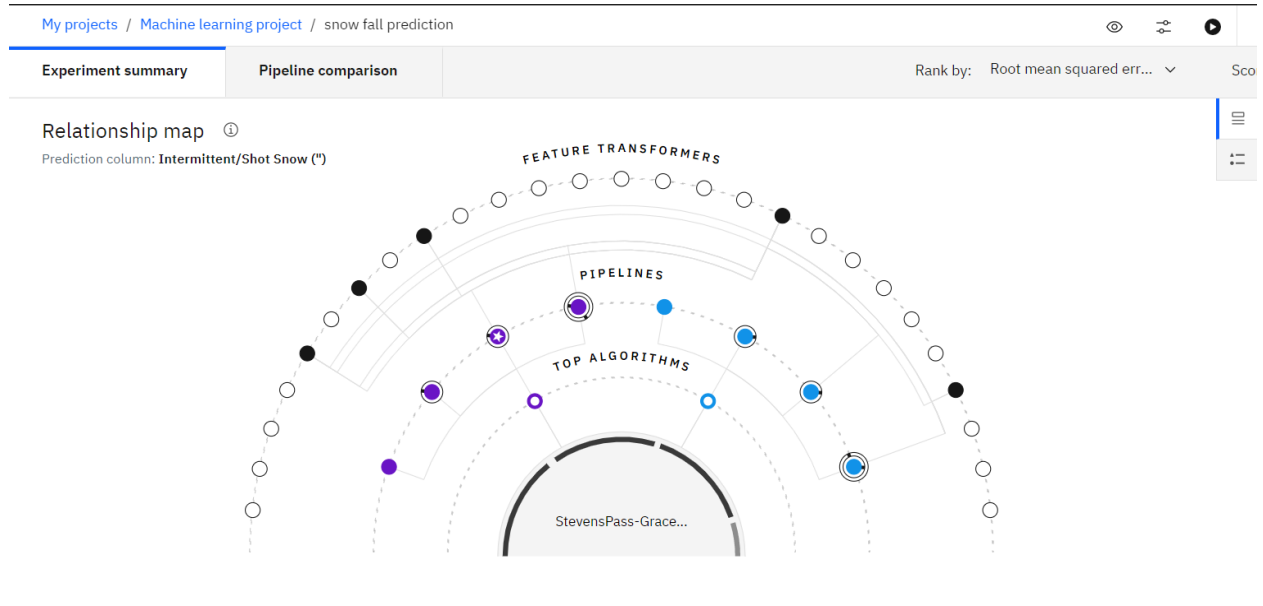 My projects / Machine learning project / snow fall prediction
Experiment summary
Pipeline comparison
Rank by: Root mean squared err...
Sco
Relationship map
Prediction column: Intermittent/Shot Snow (")
FEATURE TRANSFORMERS
PIPELINES
TOP ALGORITHMS
StevensPass-Grace...